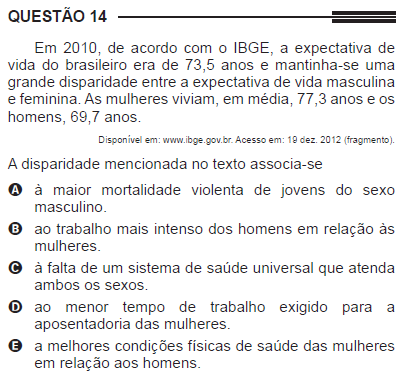 QUESTÃO 14
Em 2010, de acordo com o IBGE, a expectativa de
vida do brasileiro era de 73,5 anos e mantinha-se uma
grande disparidade entre a expectativa de vida masculina
e feminina. As mulheres viviam, em média, 77,3 anos e os
homens, 69,7 anos.
Disponível em: www.ibge.gov.br. Acesso em: 19 dez. 2012 (fragmento).
A disparidade mencionada no texto associa-se
A à maior mortalidade violenta de jovens do sexo
masculino.
B ao trabalho mais intenso dos homens em relação às
mulheres.
C à falta de um sistema de saúde universal que atenda
ambos os sexos.
D ao menor tempo de trabalho exigido para a
aposentadoria das mulheres.
E a melhores condições físicas de saúde das mulheres
em relação aos homens.